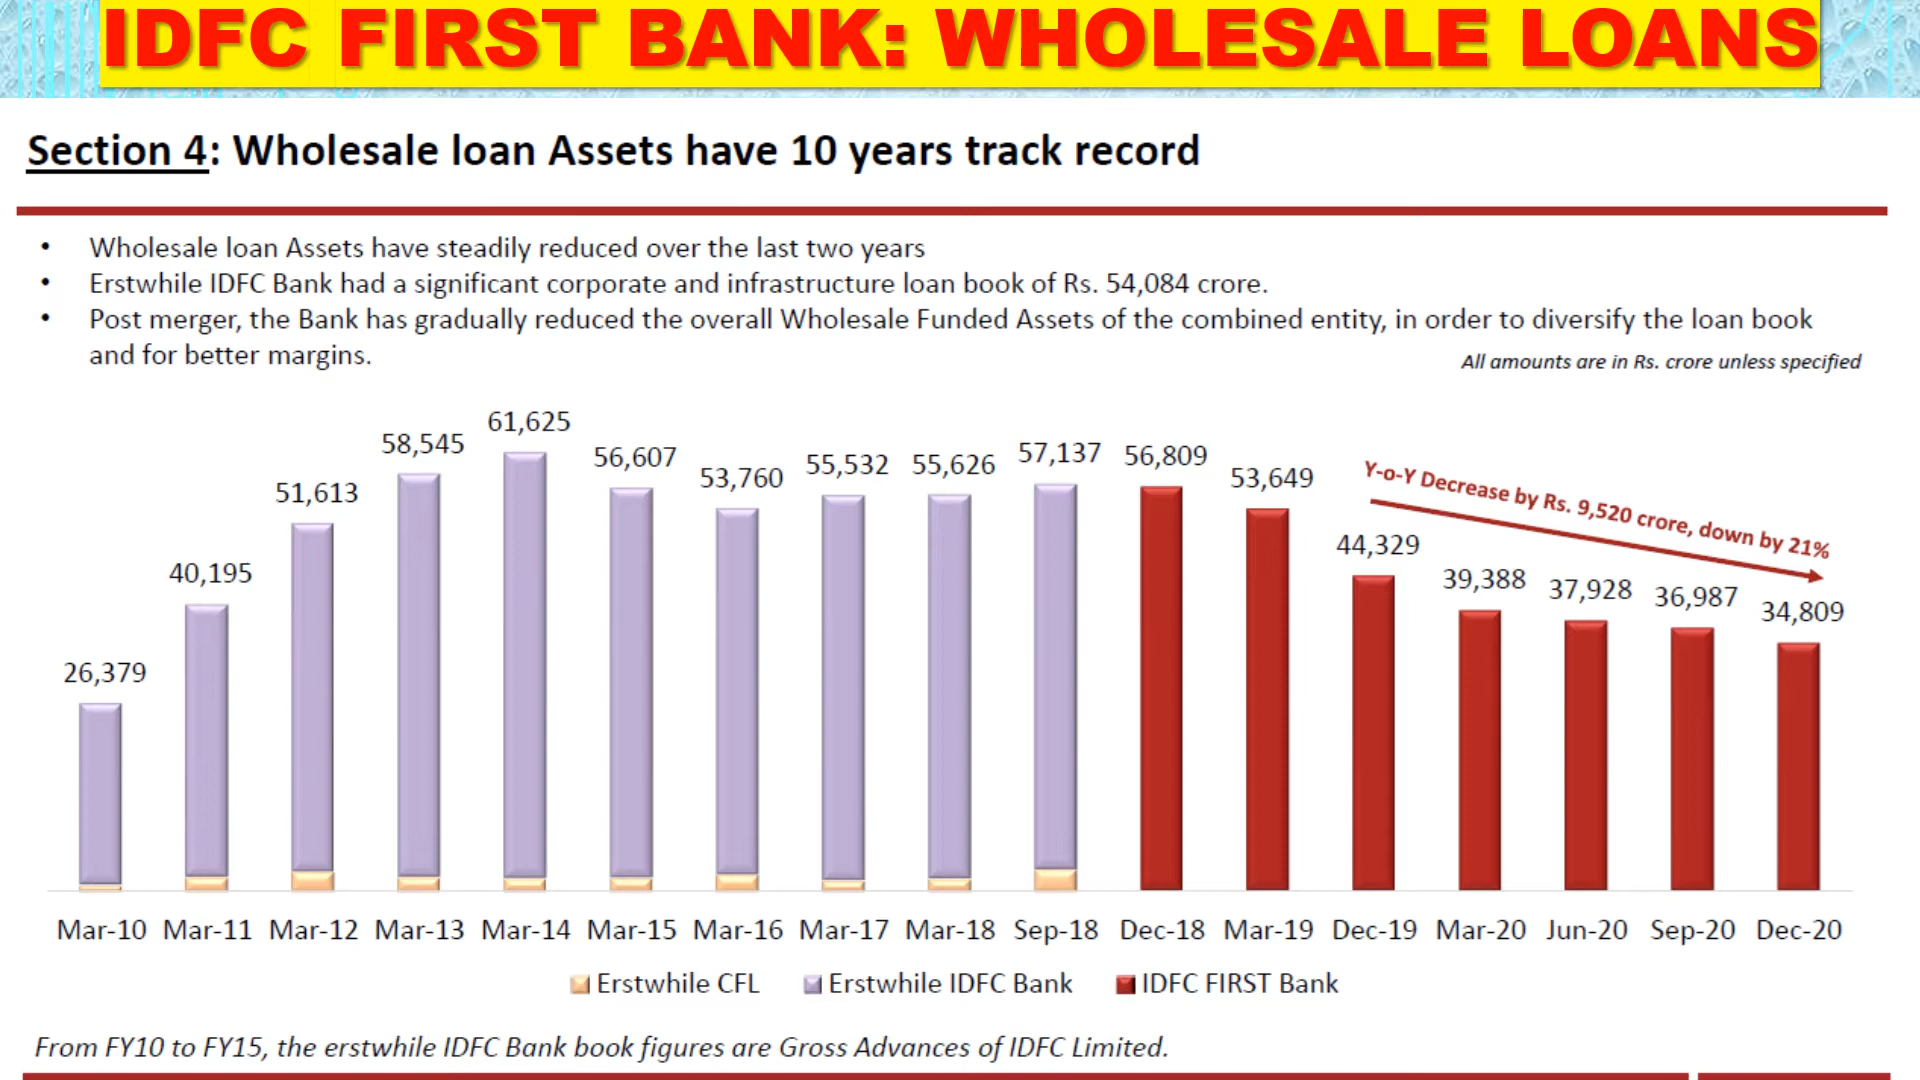 IDFC FIRST BANK: WHOLESALE LOANS
Section 4: Wholesale loan Assets have 10 years track record
• Wholesale loan Assets have steadily reduced over the last two years
• Erstwhile IDFC Bank had a significant corporate and infrastructure loan book of Rs. 54,084 crore.
• Post merger, the Bank has gradually reduced the overall Wholesale Funded Assets of the combined entity, in order to diversify the loan book
and for better margins.
All amounts are in Rs. crore unless specified
26,379
40,195
51,613
58,545
61,625
56,607
53,760
55,532
55,626
57,137
56,809
53,649
44,329
39,388
37,928
36,987
34,809
Y-o-Y Decrease by Rs. 9,520 crore, down by 21%
Mar-10 Mar-11 Mar-12 Mar-13 Mar-14 Mar-15 Mar-16 Mar-17 Mar-18 Sep-18 Dec-18 Mar-19 Dec-19 Mar-20 Jun-20 Sep-20 Dec-20
Erstwhile CFL Erstwhile IDFC Bank IDFC FIRST Bank
From FY10 to FY15, the erstwhile IDFC Bank book figures are Gross Advances of IDFC Limited.